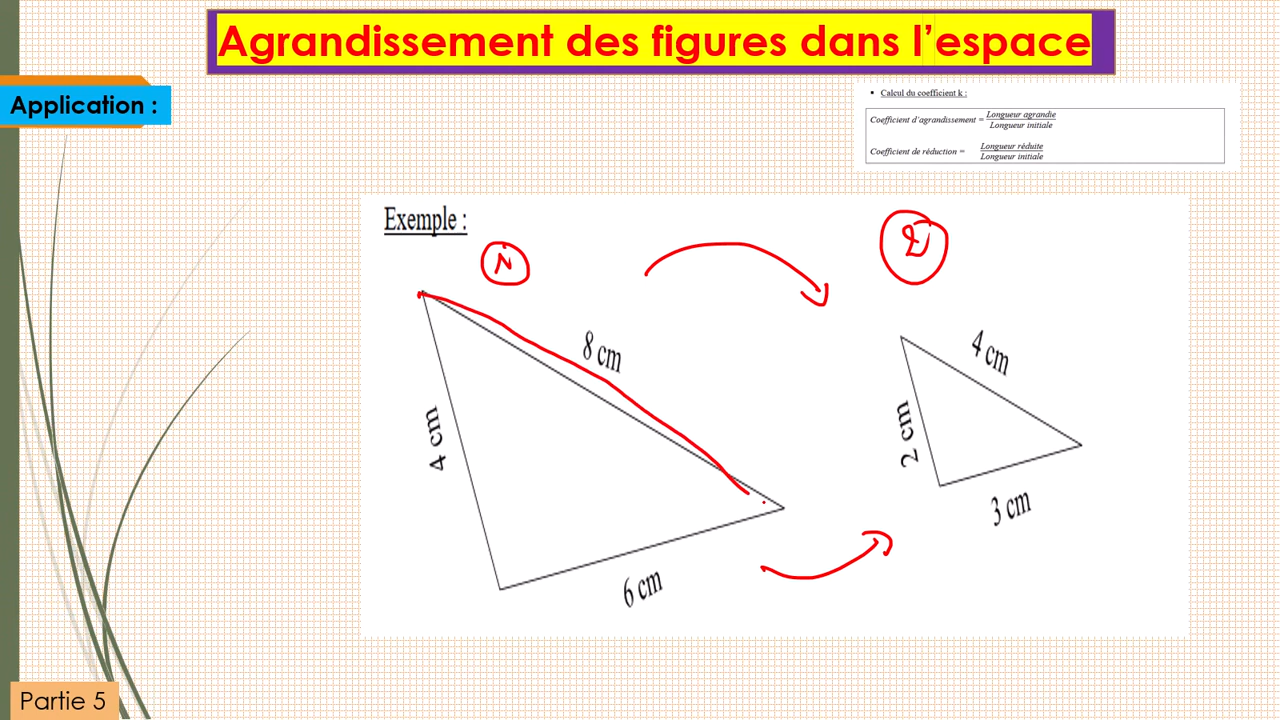 Agrandissement des figures dans l’espace
Application :
▪ Calcul du coefficient k :
Coefficient d’agrandissement = Longueur agrandie
Longueur initiale
Coefficient de réduction = Longueur réduite
Longueur initiale
Exemple :
8 cm
4 cm
6 cm
4 cm
2 cm
3 cm
Partie 5